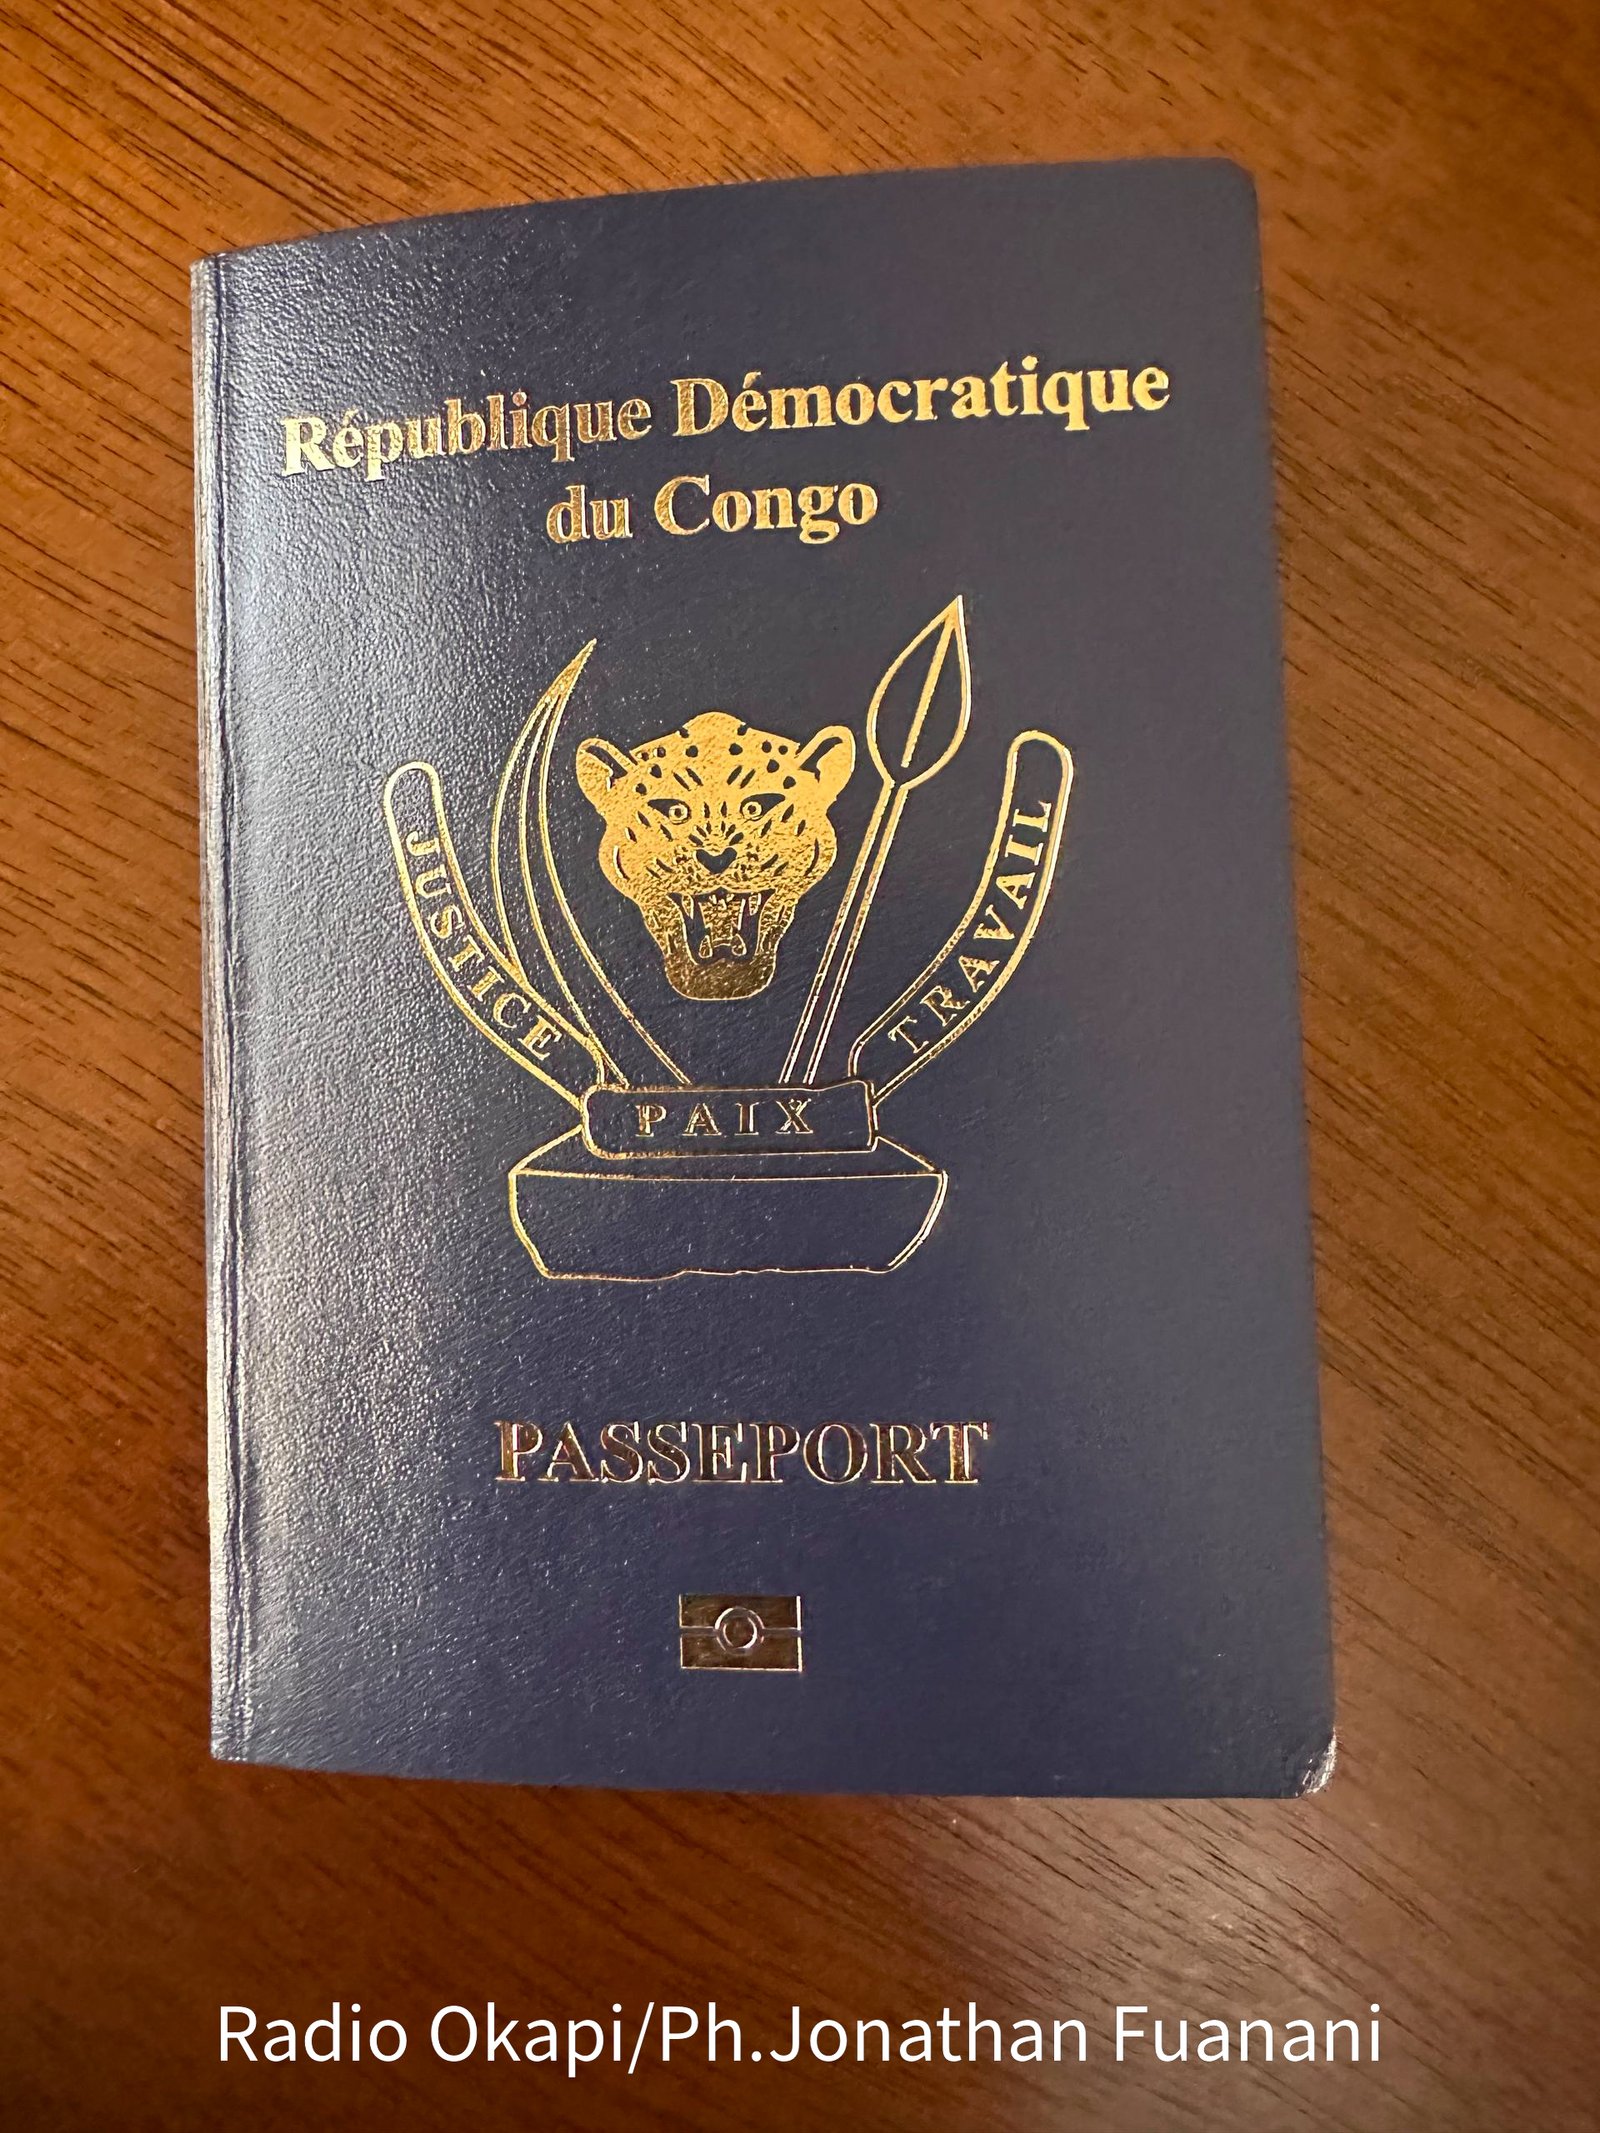 République Démocratique
du Congo
JUSTICE
PAIX
TRAVAIL
PASSEPORT
Radio Okapi/Ph.Jonathan Fuanani